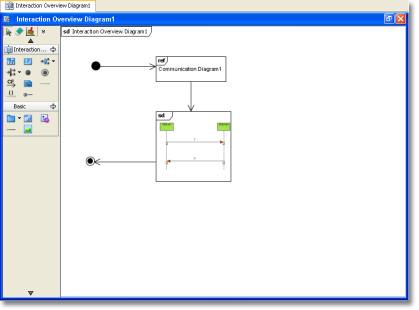 Interaction Overview Diagram1
Interaction Overview Diagram1
sd Interaction Overview Diagram1
Interaction...
ref
Communication Diagram1
sd
Basic